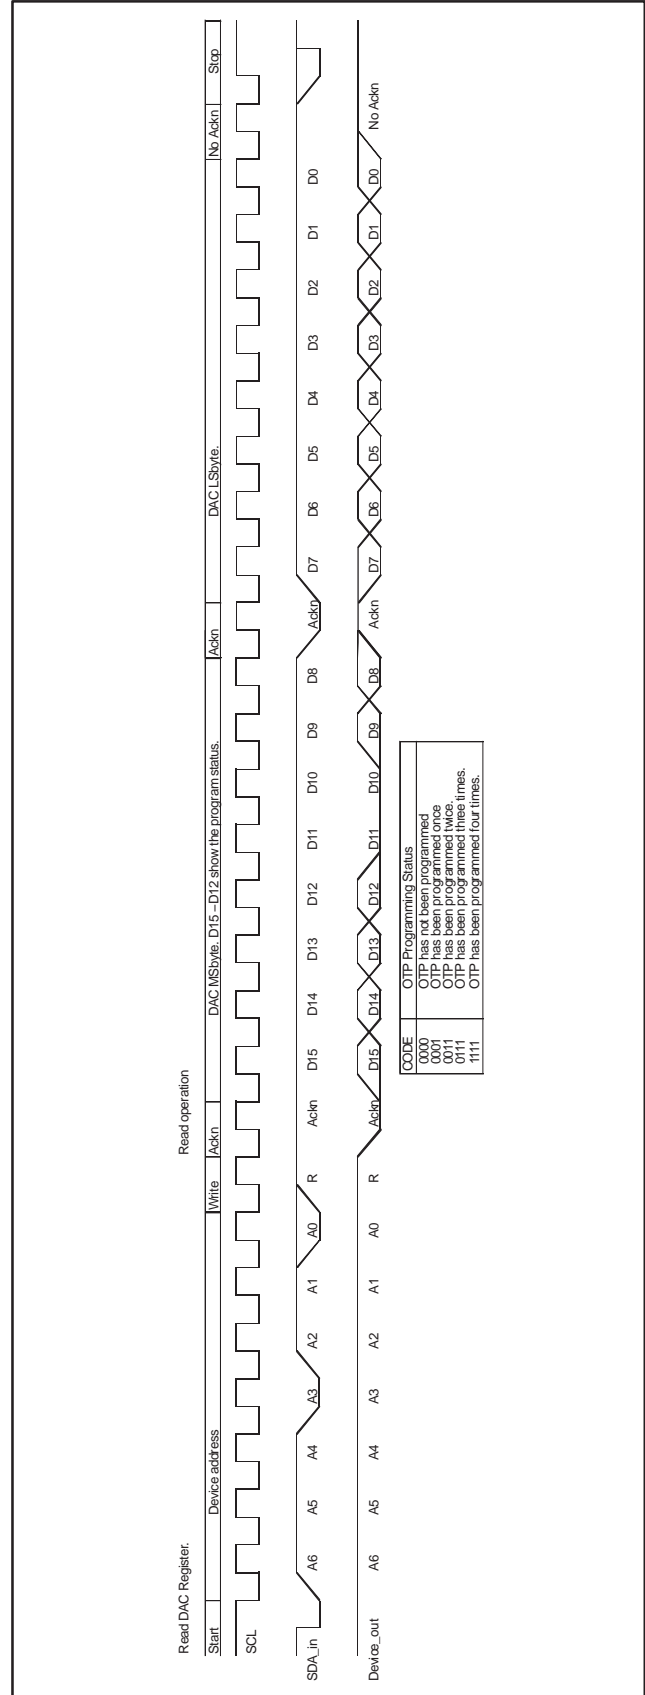 Read DAC Register.
Read operation
Start Device address Write Ackn DAC MSbyte. D15 –D12 show the program status. Ackn DAC LSbyte. No Ackn Stop
SCL
SDA_in A6 A5 A4 A3 A2 A1 A0 R Ackn D15 D14 D13 D12 D11 D10 D9 D8 Ackn D7 D6 D5 D4 D3 D2 D1 D0
Device_out A6 A5 A4 A3 A2 A1 A0 R Ackn D15 D14 D13 D12 D11 D10 D9 D8 Ackn D7 D6 D5 D4 D3 D2 D1 D0 No Ackn
CODE OTP Programming Status
0000 OTP has not been programmed
0001 OTP has been programmed once
0011 OTP has been programmed twice.
0111 OTP has been programmed three times.
1111 OTP has been programmed four times.